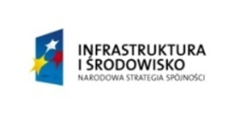 INFRASTRUKTURA
I ŚRODOWISKO
NARODOWA STRATEGIA SPÓJNOŚCI